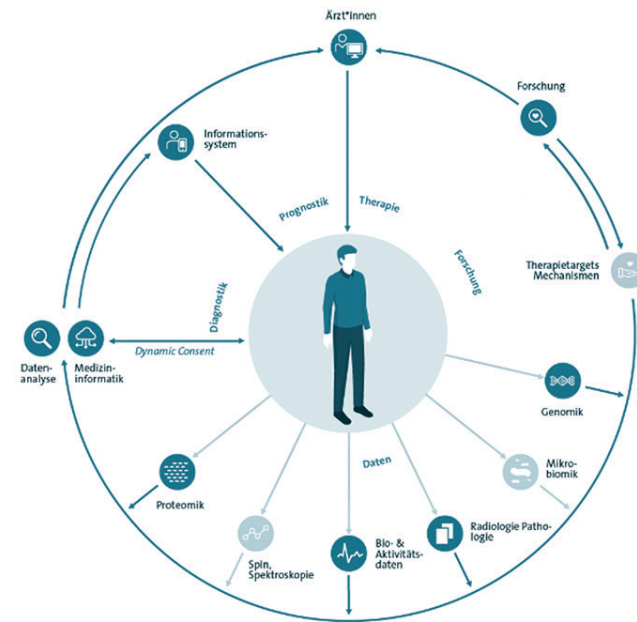 Ärzt*innen
Forschung
Informations-
system
Prognostik
Therapie
Forschung
Therapietargets
Mechanismen
Diagnostik
Dynamic Consent
Daten-
analyse
Medizin-
informatik
Genomik
Daten
Mikro-
biomik
Proteomik
Radiologie Patho-
logie
Bio- &
Aktivitäts-
daten
Spin,
Spektroskopie